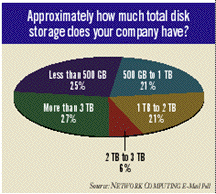 Approximately how much total disk
storage does your company have?
Less than 500 GB
25%
500 GB to 1 TB
21%
More than 3 TB
27%
1 TB to 2 TB
21%
2 TB to 3 TB
6%
Source: NETWORK COMPUTING E-Mail Poll